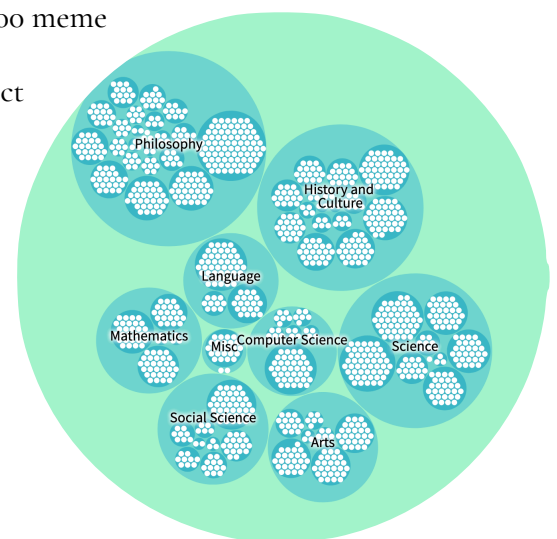 oo meme
ct
Philosophy
History and
Culture
Language
Mathematics
Misc
Computer Science
Science
Social Science
Arts